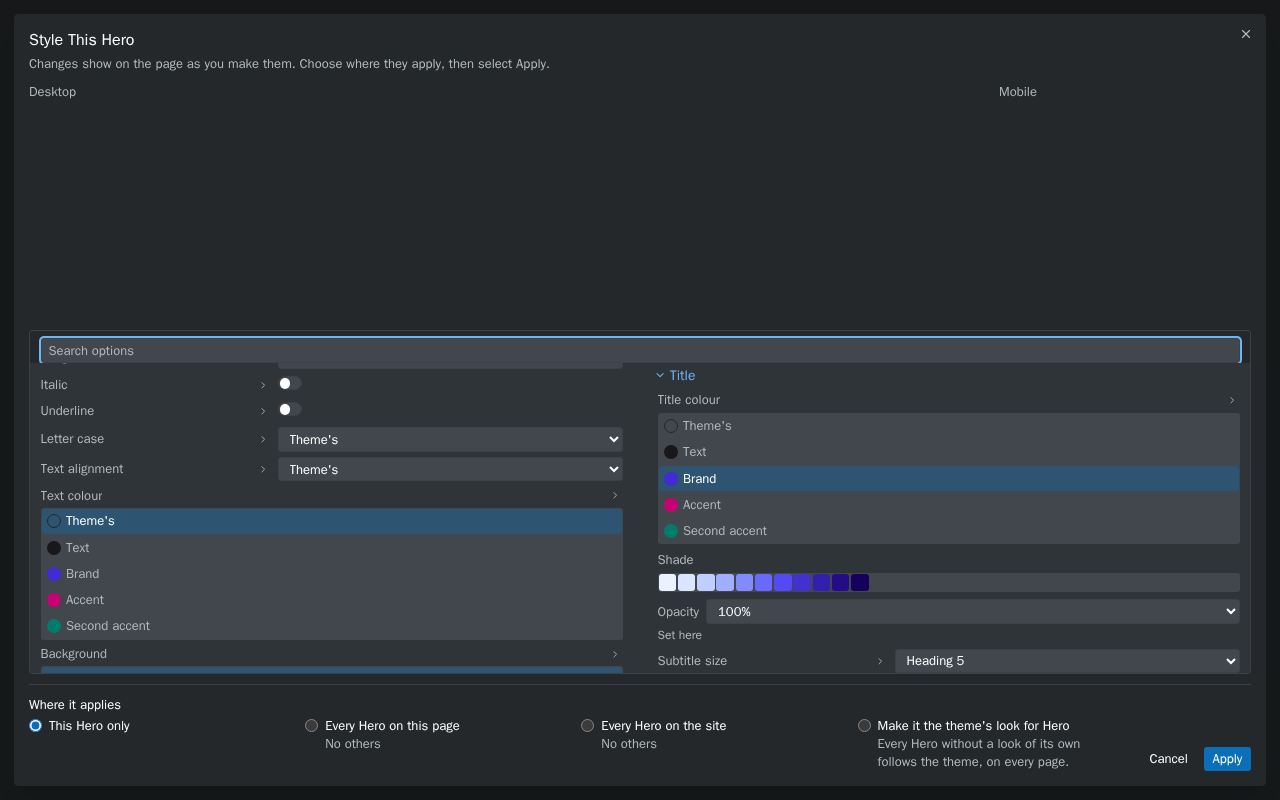 Style This Hero
Changes show on the page as you make them. Choose where they apply, then select Apply.
Desktop
Mobile
Search options
Italic
Underline
Letter case
Theme's
Text alignment
Theme's
Text colour
Theme's
Text
Brand
Accent
Second accent
Background
Title
Title colour
Theme's
Text
Brand
Accent
Second accent
Shade
Opacity
100%
Set here
Subtitle size
Heading 5
Where it applies
This Hero only
Every Hero on this page
No others
Every Hero on the site
No others
Make it the theme's look for Hero
Every Hero without a look of its own
follows the theme, on every page.
Cancel
Apply